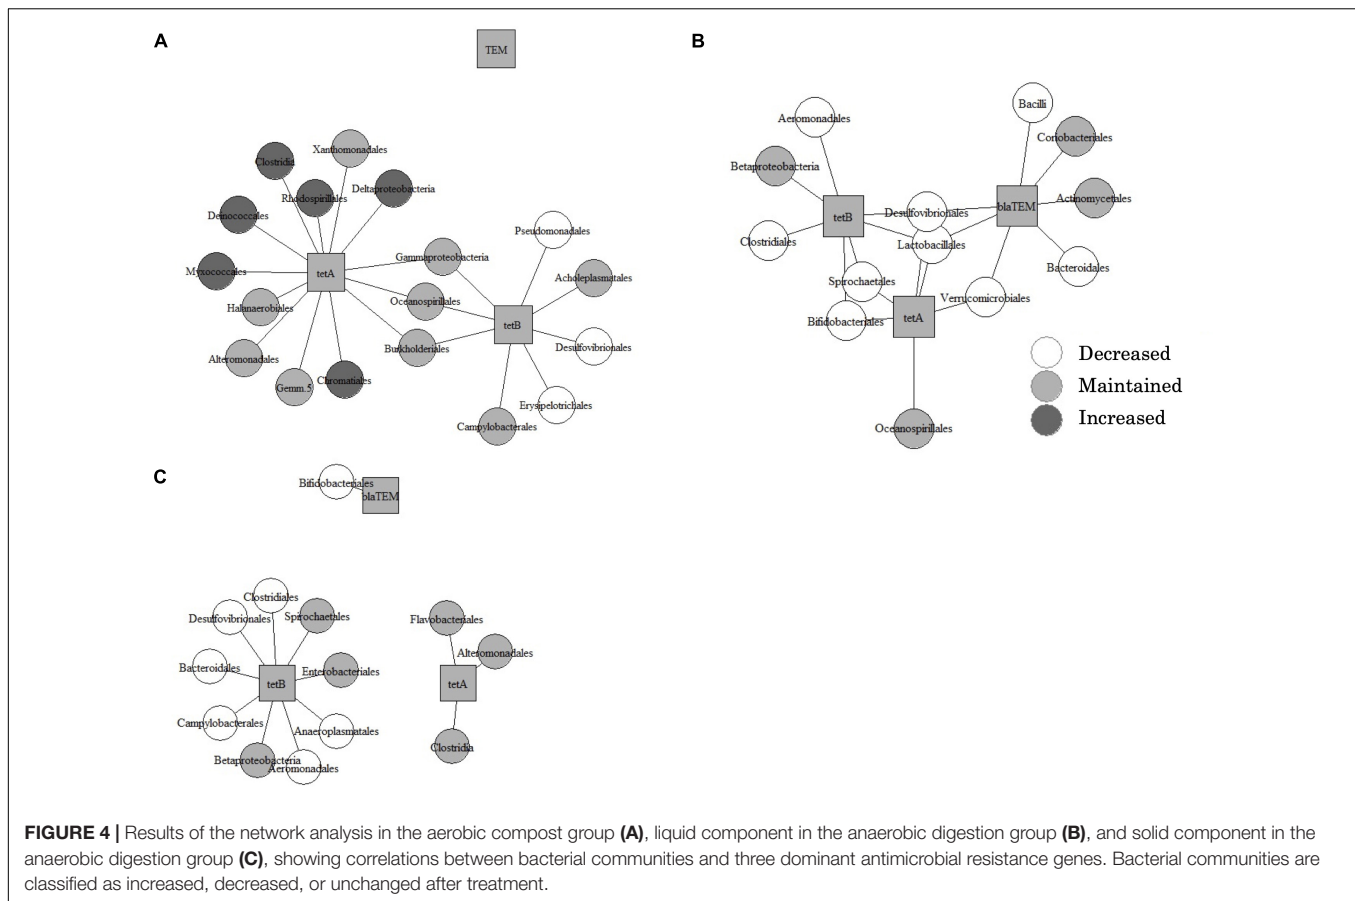 A
TEM
Xanthomonadales
Clostridia
Deltaproteobacteria
Rhodospirillales
Deinococcales
Pseudomonadales
Gammaproteobacteria
Myxococcales
tetA
Acholeplasmatales
Oceanospirillales
Halanaerobiales
tetB
Burkholderiales
Desulfovibrionales
Alteromonadales
Chromatiales
Gemm.5
Erysipelotrichales
Campylobacterales
B
Bacilli
Aeromonadales
Coriobacteriales
Betaproteobacteria
Actinomycetales
blaTEM
Desulfovibrionales
tetB
Clostridiales
Lactobacillales
Bacteroidales
Spirochaetales
Verrucomicrobiales
tetA
Bifidobacteriales
Oceanospirillales
Decreased
Maintained
Increased
C
Bifidobacteriales
blaTEM
Clostridiales
Desulfovibrionales
Spirochaetales
Bacteroidales
Enterobacteriales
tetB
Campylobacterales
Anaeroplasmatales
Betaproteobacteria
Aeromonadales
Flavobacteriales
Alteromonadales
tetA
Clostridia
FIGURE 4 | Results of the network analysis in the aerobic compost group (A), liquid component in the anaerobic digestion group (B), and solid component in the
anaerobic digestion group (C), showing correlations between bacterial communities and three dominant antimicrobial resistance genes. Bacterial communities are
classified as increased, decreased, or unchanged after treatment.